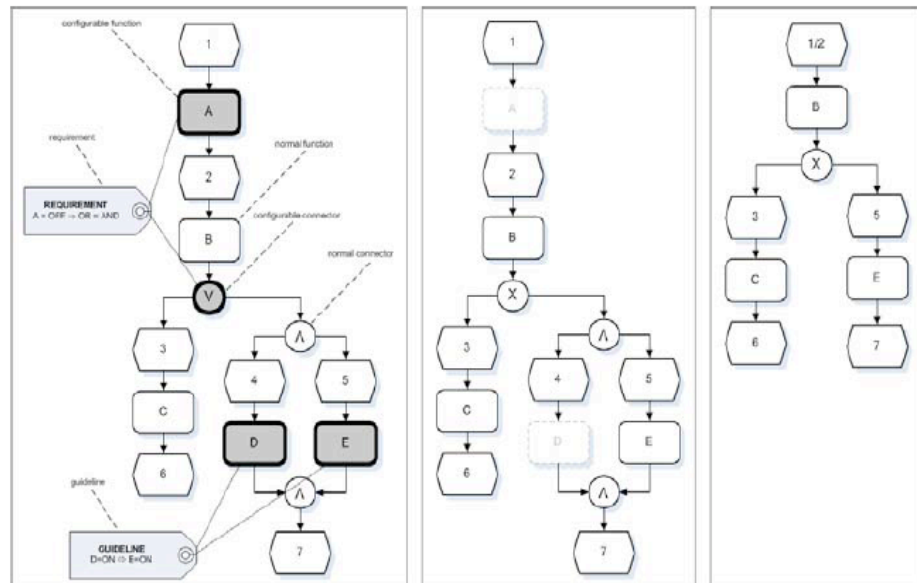 configurable function
1
A
requirement
normal function
2
REQUIREMENT
A = OFF ⇒ OR = AND
configurable connector
B
normal connector
V
Λ
3
4
5
C
D
E
6
guideline
Λ
GUIDELINE
D=ON ⇒ E=ON
7
1
A
2
B
X
Λ
3
4
5
C
D
E
6
Λ
7
1/2
B
X
3
5
C
E
6
7